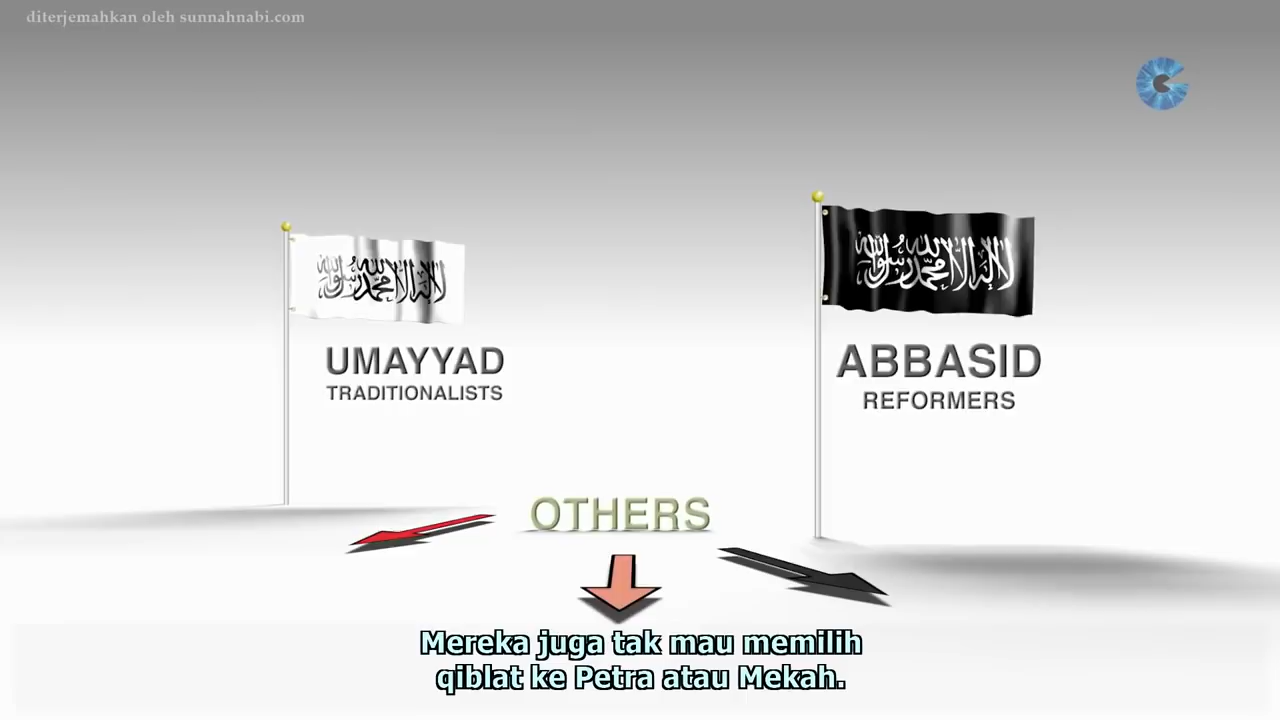 diterjemahkan oleh sunnahnabi.com
لا إله إلا الله محمد رسول الله
لا إله إلا الله محمد رسول الله
UMAYYAD
TRADITIONALISTS
ABBASID
REFORMERS
OTHERS
Mereka juga tak mau memilih
qiblat ke Petra atau Mekah.